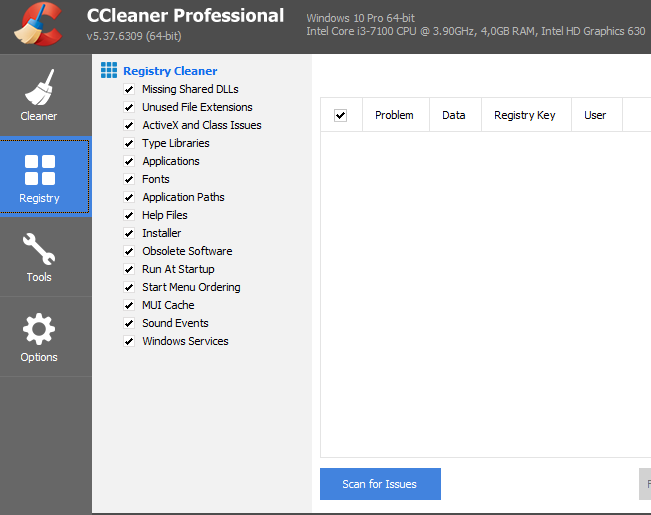 CCleaner Professional
v5.37.6309 (64-bit)
Windows 10 Pro 64-bit
Intel Core i3-7100 CPU @ 3.90GHz, 4,0GB RAM, Intel HD Graphics 630
Cleaner
Registry
Tools
Options
Registry Cleaner
Missing Shared DLLs
Unused File Extensions
ActiveX and Class Issues
Type Libraries
Applications
Fonts
Application Paths
Help Files
Installer
Obsolete Software
Run At Startup
Start Menu Ordering
MUI Cache
Sound Events
Windows Services
Problem Data Registry Key User
Scan for Issues